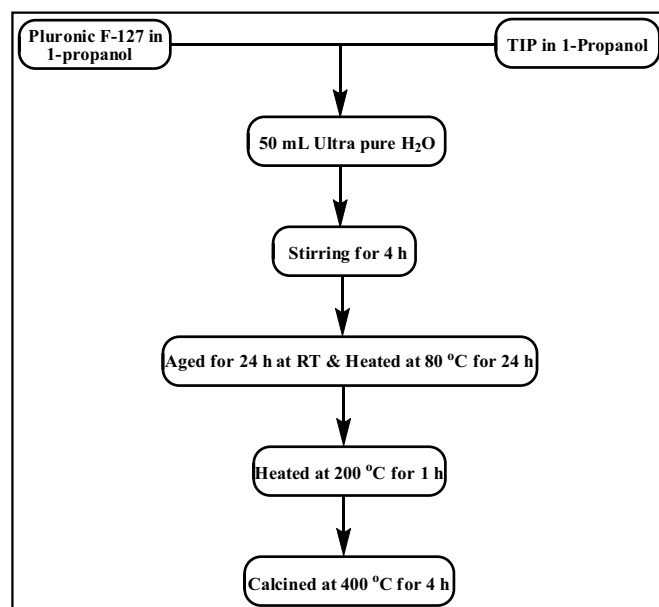 Pluronic F-127 in
1-propanol
TIP in 1-Propanol
50 mL Ultra pure H₂O
Stirring for 4 h
Aged for 24 h at RT & Heated at 80 °C for 24 h
Heated at 200 °C for 1 h
Calcined at 400 °C for 4 h